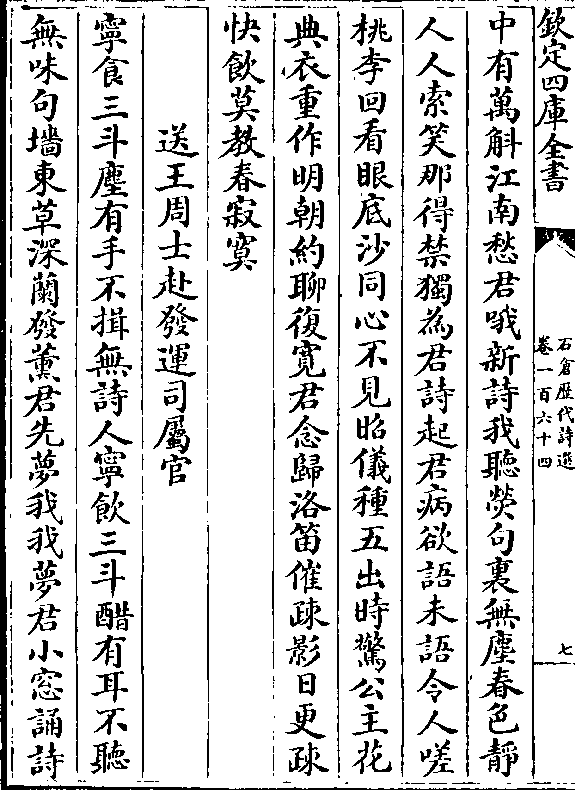 欽定四庫全書
石倉歴代詩選
卷一百六十四
七
中有萬斛江南愁君哦新詩我聽熒句裏無塵春色靜
人人索笑那得禁獨為君詩起君病欲語未語令人嗟
桃李回看眼底沙同心不見昭儀種五出時驚公主花
典衣重作明朝約聊復寛君念歸洛笛催疎影日更疎
快飲莫教春寂寞
送王周士赴發運司屬官
寧食三斗塵有手不揖無詩人寧飲三斗醋有耳不聽
無味句墻東草深蘭發薰君先夢我我夢君小窓誦詩